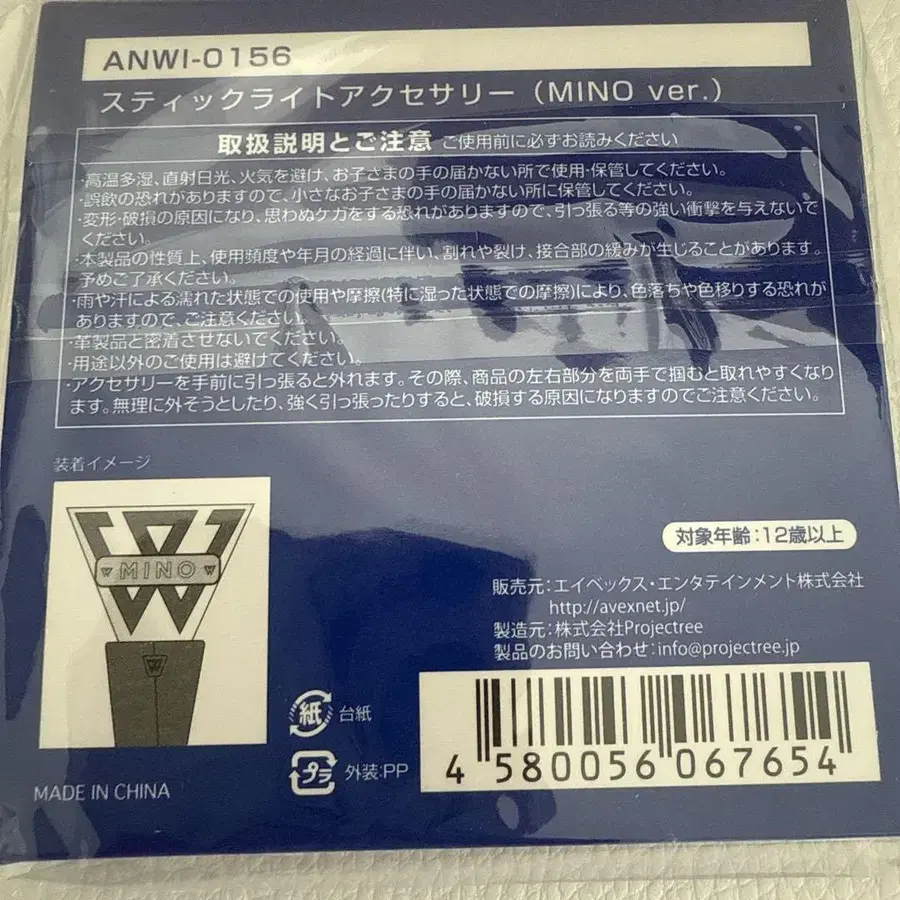 ANWI-0156
スティックライトアクセサリー（MINO ver.）
取扱説明とご注意 ご使用前に必ずお読みください
・高温多湿、直射日光、火気を避け、お子さまの手の届かない所で使用・保管してください。
・誤飲の恐れがありますので、小さなお子さまの手の届かない所に保管してください。
・変形・破損の原因になり、思わぬケガをする恐れがありますので、引っ張る等の強い衝撃を与えないで
ください。
・本製品の性質上、使用頻度や年月の経過に伴い、割れや裂け、接合部の緩みが生じることがあります。
予めご了承ください。
・雨や汗による濡れた状態での使用や摩擦(特に湿った状態での摩擦)により、色落ちや色移りする恐れが
ありますので、ご注意ください。
・革製品と密着させないでください。
・用途以外のご使用は避けてください。
・アクセサリーを手前に引っ張ると外れます。その際、商品の左右部分を両手で掴むと取れやすくなり
ます。無理に外そうとしたり、強く引っ張ったりすると、破損する原因になりますのでご注意ください。
装着イメージ
W MINO W
W
対象年齢：12歳以上
販売元：エイベックス・エンタテインメント株式会社
http://avexnet.jp/
製造元：株式会社Projectree
製品のお問い合わせ：info@projectree.jp
紙 台紙
プラ 外装：PP
4 580056 067654
MADE IN CHINA